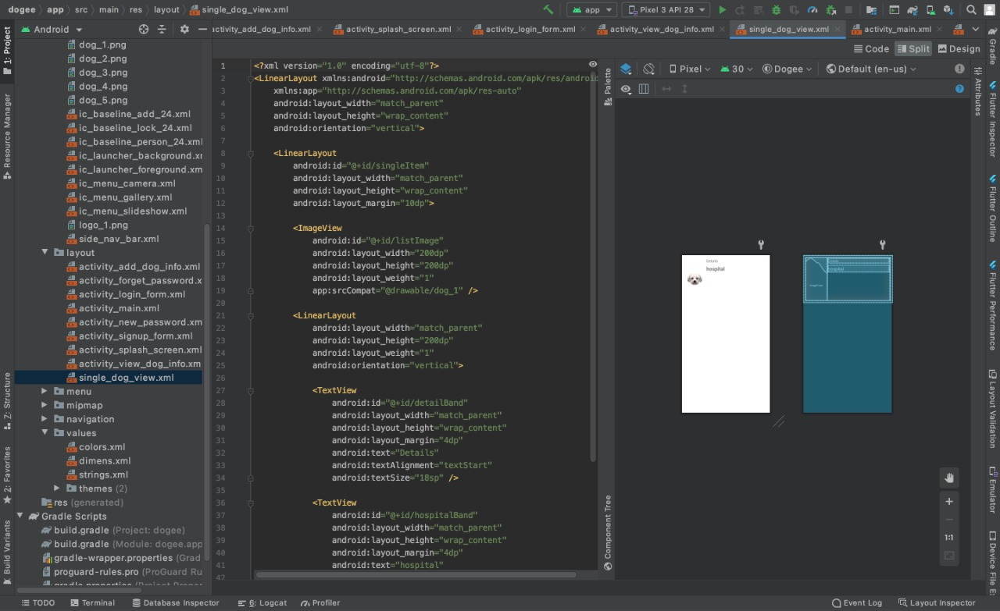 dogee › app › src › main › res › layout › single_dog_view.xml
app
Pixel 3 API 28
Android
activity_add_dog_info.xml
activity_splash_screen.xml
activity_login_form.xml
activity_view_dog_info.xml
single_dog_view.xml
activity_main.xml
Code
Split
Design
1: Project
Resource Manager
Z: Structure
2: Favorites
Build Variants
dog_1.png
dog_2.png
dog_3.png
dog_4.png
dog_5.png
ic_baseline_add_24.xml
ic_baseline_lock_24.xml
ic_baseline_person_24.xml
ic_launcher_background.xr
ic_launcher_foreground.xm
ic_menu_camera.xml
ic_menu_gallery.xml
ic_menu_slideshow.xml
logo_1.png
side_nav_bar.xml
layout
activity_add_dog_info.xml
activity_forget_password.x
activity_login_form.xml
activity_main.xml
activity_new_password.xm
activity_signup_form.xml
activity_splash_screen.xml
activity_view_dog_info.xm
single_dog_view.xml
menu
mipmap
navigation
values
colors.xml
dimens.xml
strings.xml
themes (2)
res (generated)
Gradle Scripts
build.gradle (Project: dogee)
build.gradle (Module: dogee.app
gradle-wrapper.properties (Grad
proguard-rules.pro (ProGuard Ru
gradle.properties (Project Prope
1 <?xml version="1.0" encoding="utf-8"?>
2 <LinearLayout xmlns:android="http://schemas.android.com/apk/res/androi
3 xmlns:app="http://schemas.android.com/apk/res-auto"
4 android:layout_width="match_parent"
5 android:layout_height="wrap_content"
6 android:orientation="vertical">
7
8 <LinearLayout
9 android:id="@+id/singleItem"
10 android:layout_width="match_parent"
11 android:layout_height="wrap_content"
12 android:layout_margin="10dp">
13
14 <ImageView
15 android:id="@+id/listImage"
16 android:layout_width="200dp"
17 android:layout_height="200dp"
18 android:layout_weight="1"
19 app:srcCompat="@drawable/dog_1" />
20
21 <LinearLayout
22 android:layout_width="match_parent"
23 android:layout_height="200dp"
24 android:layout_weight="1"
25 android:orientation="vertical">
26
27 <TextView
28 android:id="@+id/detailBand"
29 android:layout_width="match_parent"
30 android:layout_height="wrap_content"
31 android:layout_margin="4dp"
32 android:text="Details"
33 android:textAlignment="textStart"
34 android:textSize="18sp" />
35
36 <TextView
37 android:id="@+id/hospitalBand"
38 android:layout_width="match_parent"
39 android:layout_height="wrap_content"
40 android:layout_margin="4dp"
41 android:text="hospital"
42
Palette
Component Tree
Pixel
30
Dogee
Default (en-us)
Details
hospital
hospital
1:1
Attributes
Gradle
Flutter Inspector
Flutter Outline
Flutter Performance
Layout Validation
Emulator
Device File E
TODO
Terminal
Database Inspector
6: Logcat
Profiler
Event Log
Layout Inspector